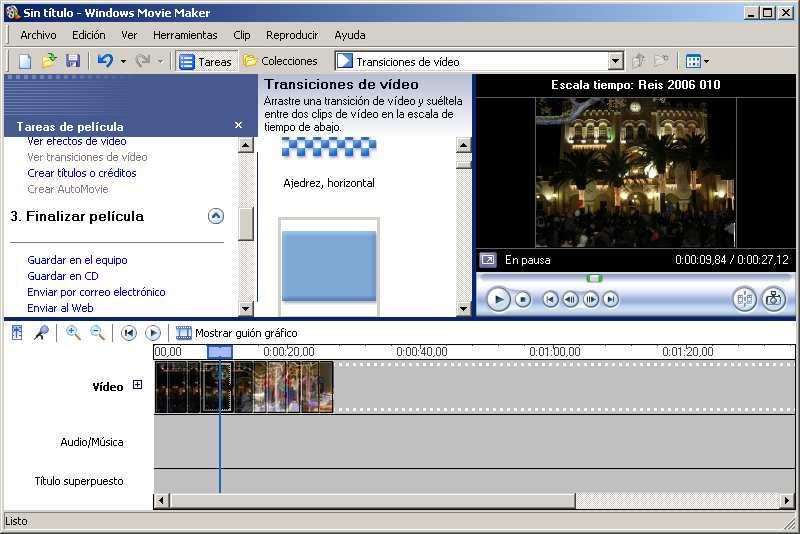 Sin título - Windows Movie Maker
Archivo Edición Ver Herramientas Clip Reproducir Ayuda
Tareas Colecciones Transiciones de vídeo
Tareas de película
Ver efectos de vídeo
Ver transiciones de vídeo
Crear títulos o créditos
Crear AutoMovie
3. Finalizar película
Guardar en el equipo
Guardar en CD
Enviar por correo electrónico
Enviar al Web
Transiciones de vídeo
Arrastre una transición de vídeo y suéltela
entre dos clips de vídeo en la escala de
tiempo de abajo.
Ajedrez, horizontal
Escala tiempo: Reis 2006 010
En pausa 0:00:09,84 / 0:00:27,12
Mostrar guión gráfico
00,00 0:00:20,00 0:00:40,00 0:01:00,00 0:01:20,00
Vídeo
Audio/Música
Título superpuesto
Listo